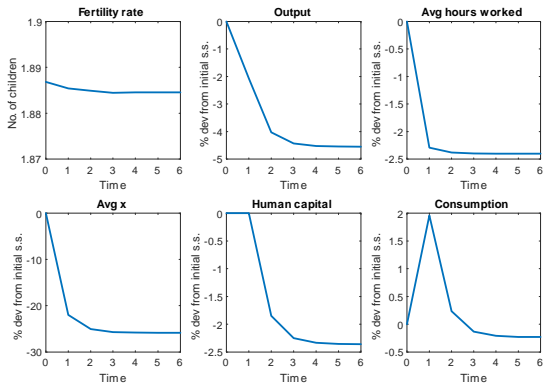 Fertility rate
No. of children
1.9
1.89
1.88
1.87
0 1 2 3 4 5 6
Time
Output
% dev from initial s.s.
0
-1
-2
-3
-4
-5
0 1 2 3 4 5 6
Time
Avg hours worked
% dev from initial s.s.
0
-0.5
-1
-1.5
-2
-2.5
0 1 2 3 4 5 6
Time
Avg x
% dev from initial s.s.
0
-10
-20
-30
0 1 2 3 4 5 6
Time
Human capital
% dev from initial s.s.
0
-0.5
-1
-1.5
-2
-2.5
0 1 2 3 4 5 6
Time
Consumption
% dev from initial s.s.
2
1.5
1
0.5
0
-0.5
0 1 2 3 4 5 6
Time